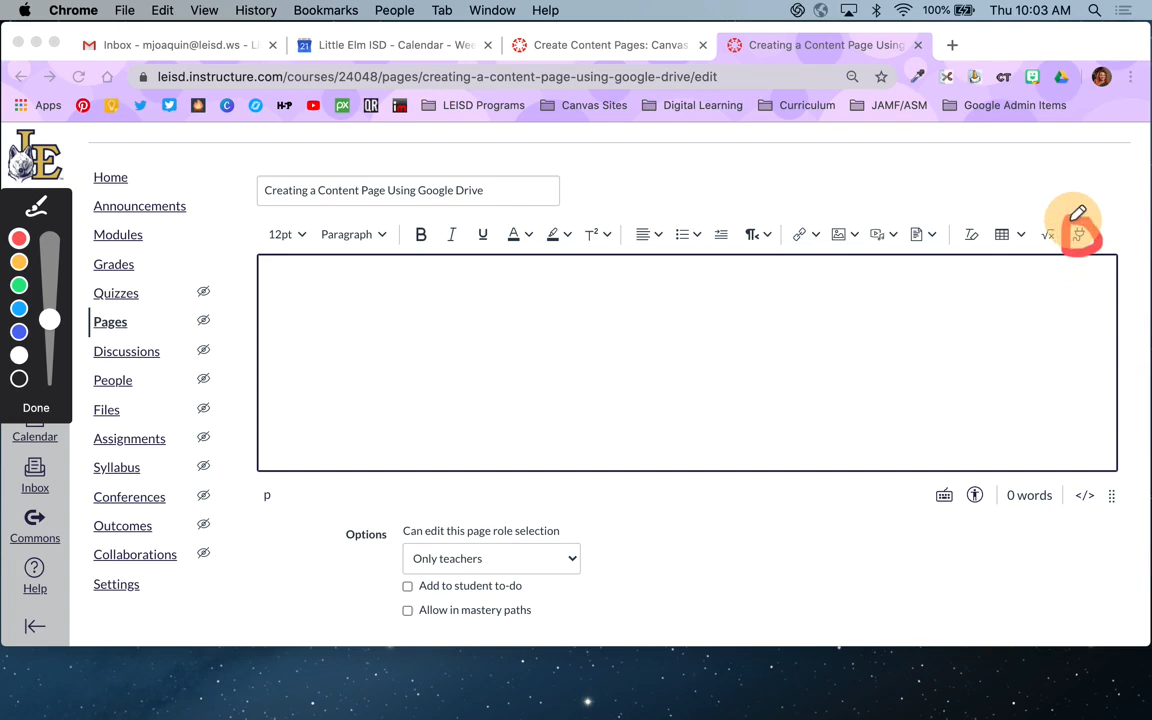 Chrome File Edit View History Bookmarks People Tab Window Help 100% Thu 10:03 AM
Inbox - mjoaquin@leisd.ws - Li Little Elm ISD - Calendar - Wee Create Content Pages: Canvas Creating a Content Page Using
leisd.instructure.com/courses/24048/pages/creating-a-content-page-using-google-drive/edit
Apps LEISD Programs Canvas Sites Digital Learning Curriculum JAMF/ASM Google Admin Items
LE
Home
Creating a Content Page Using Google Drive
Announcements
Modules
12pt Paragraph B I U A T²
Grades
Quizzes
Pages
Discussions
People
Files
Assignments
Syllabus
Conferences
Outcomes
Collaborations
Settings
Done
Calendar
Inbox
Commons
Help
p 0 words </>
Options Can edit this page role selection
Only teachers
Add to student to-do
Allow in mastery paths